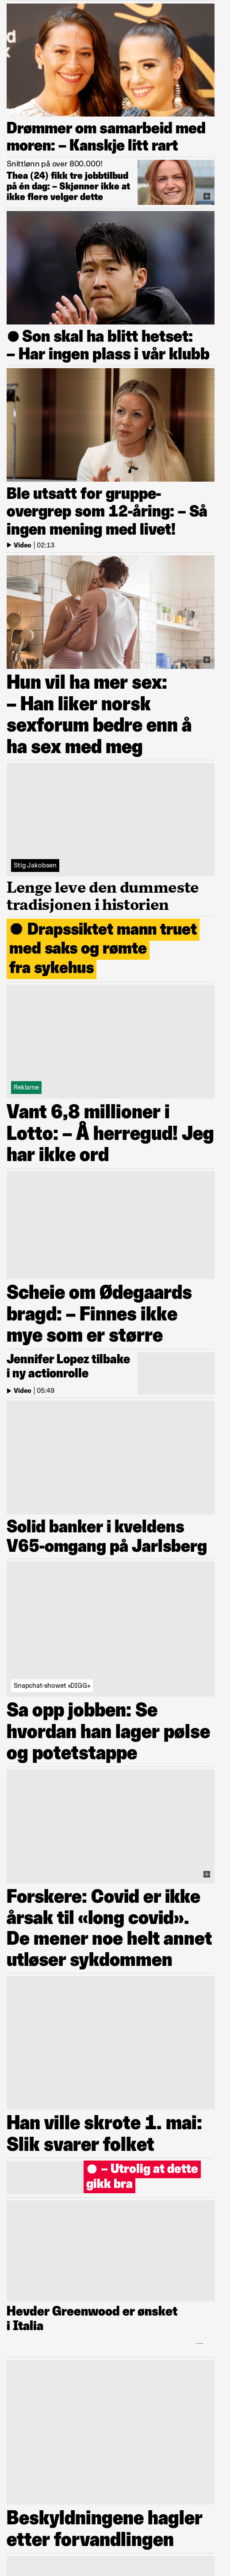 Drømmer om samarbeid med
moren: – Kanskje litt rart
Snittlønn på over 800.000!
Thea (24) fikk tre jobbtilbud
på én dag: – Skjønner ikke at
ikke flere velger dette
Son skal ha blitt hetset:
– Har ingen plass i vår klubb
Ble utsatt for gruppe-
overgrep som 12-åring: – Så
ingen mening med livet!
Video | 02:13
Hun vil ha mer sex:
– Han liker norsk
sexforum bedre enn å
ha sex med meg
Stig Jakobsen
Lenge leve den dummeste
tradisjonen i historien
Drapssiktet mann truet
med saks og rømte
fra sykehus
Reklame
Vant 6,8 millioner i
Lotto: – Å herregud! Jeg
har ikke ord
Scheie om Ødegaards
bragd: – Finnes ikke
mye som er større
Jennifer Lopez tilbake
i ny actionrolle
Video | 05:49
Solid banker i kveldens
V65-omgang på Jarlsberg
Snapchat-showet «DIGG»
Sa opp jobben: Se
hvordan han lager pølse
og potetstappe
Forskere: Covid er ikke
årsak til «long covid».
De mener noe helt annet
utløser sykdommen
Han ville skrote 1. mai:
Slik svarer folket
– Utrolig at dette
gikk bra
Hevder Greenwood er ønsket
i Italia
Beskyldningene hagler
etter forvandlingen